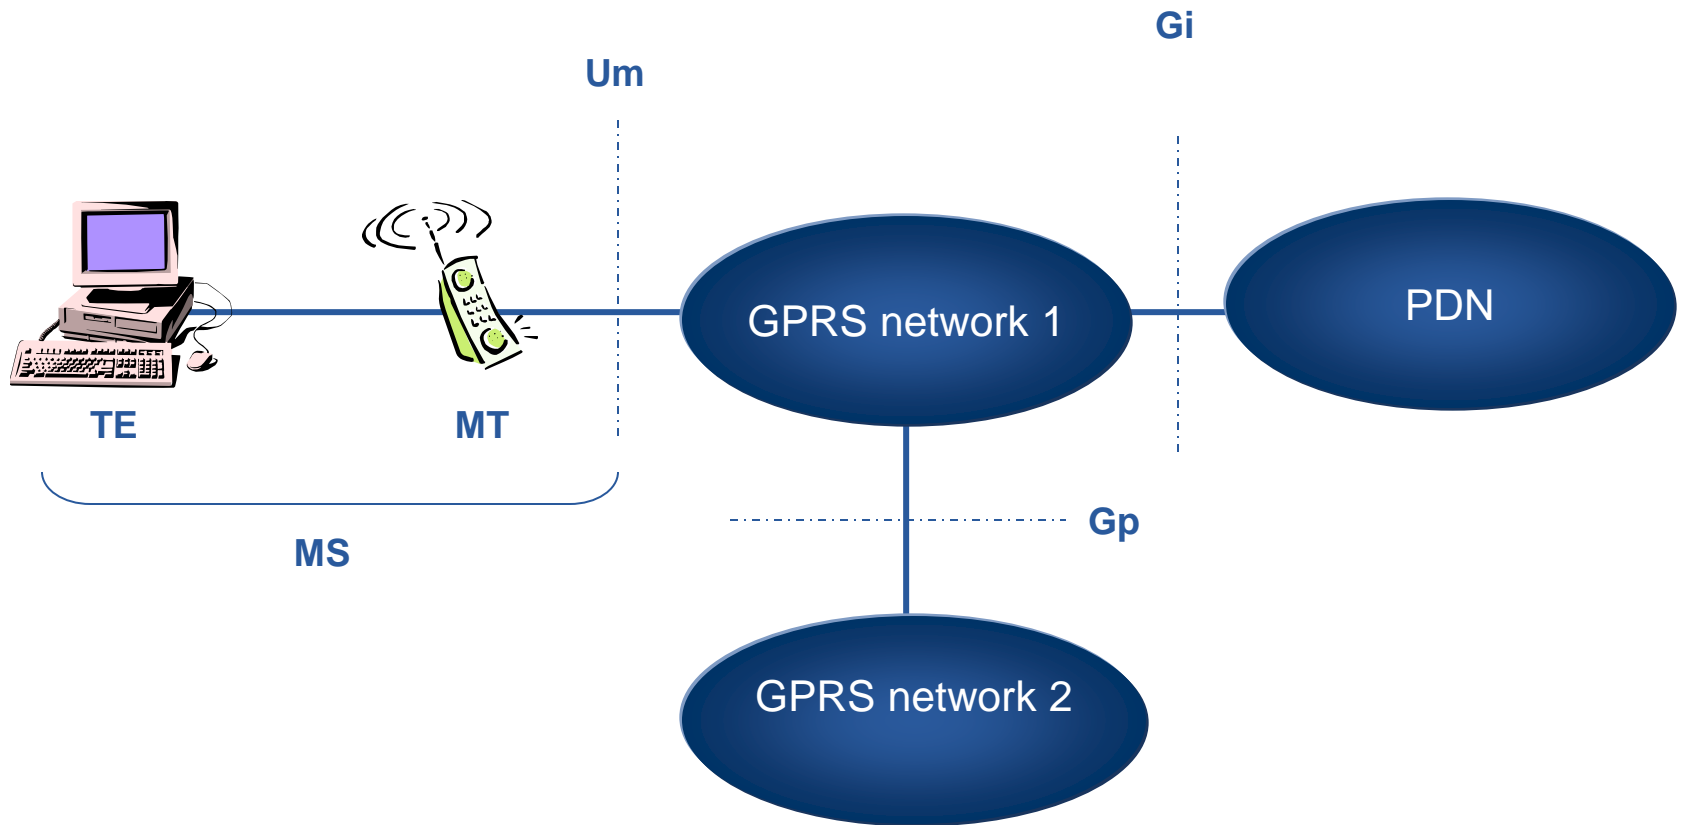 Gi
Um
GPRS network 1
PDN
TE
MT
Gp
MS
GPRS network 2